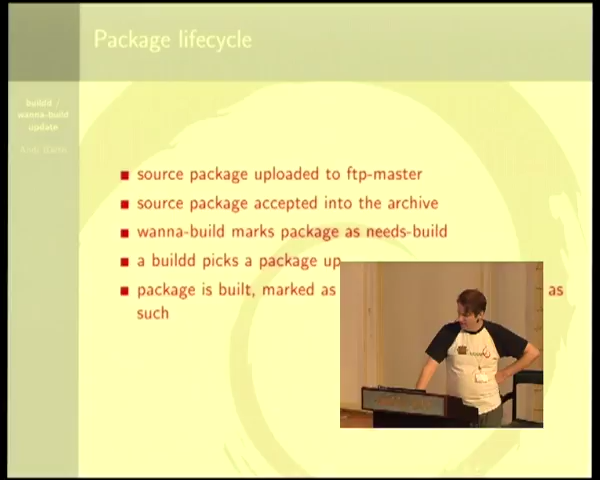 Package lifecycle
buildd /
wanna-build
update
source package uploaded to ftp-master
source package accepted into the archive
wanna-build marks package as needs-build
a buildd picks a package up
package is built, marked as as
such